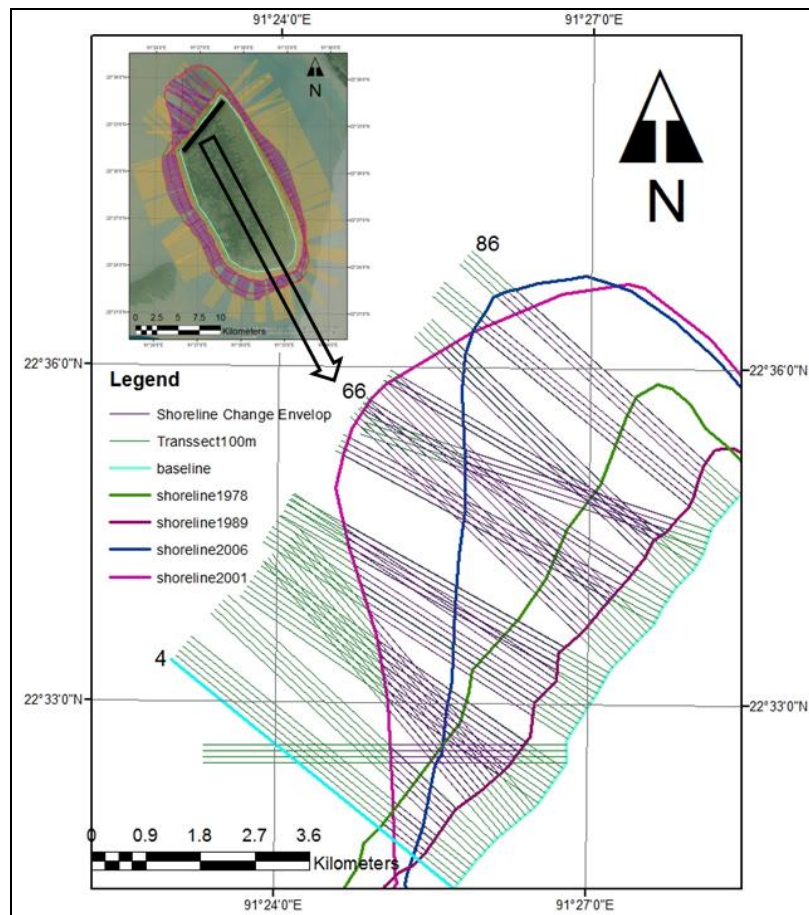 91°24'0"E
91°27'0"E
N
N
86
22°36'0"N
22°36'0"N
0 2.5 5 7.5 10
Kilometers
66
Legend
Shoreline Change Envelop
Transsect100m
baseline
shoreline1978
shoreline1989
shoreline2006
shoreline2001
4
22°33'0"N
22°33'0"N
0 0.9 1.8 2.7 3.6
Kilometers
91°24'0"E
91°27'0"E